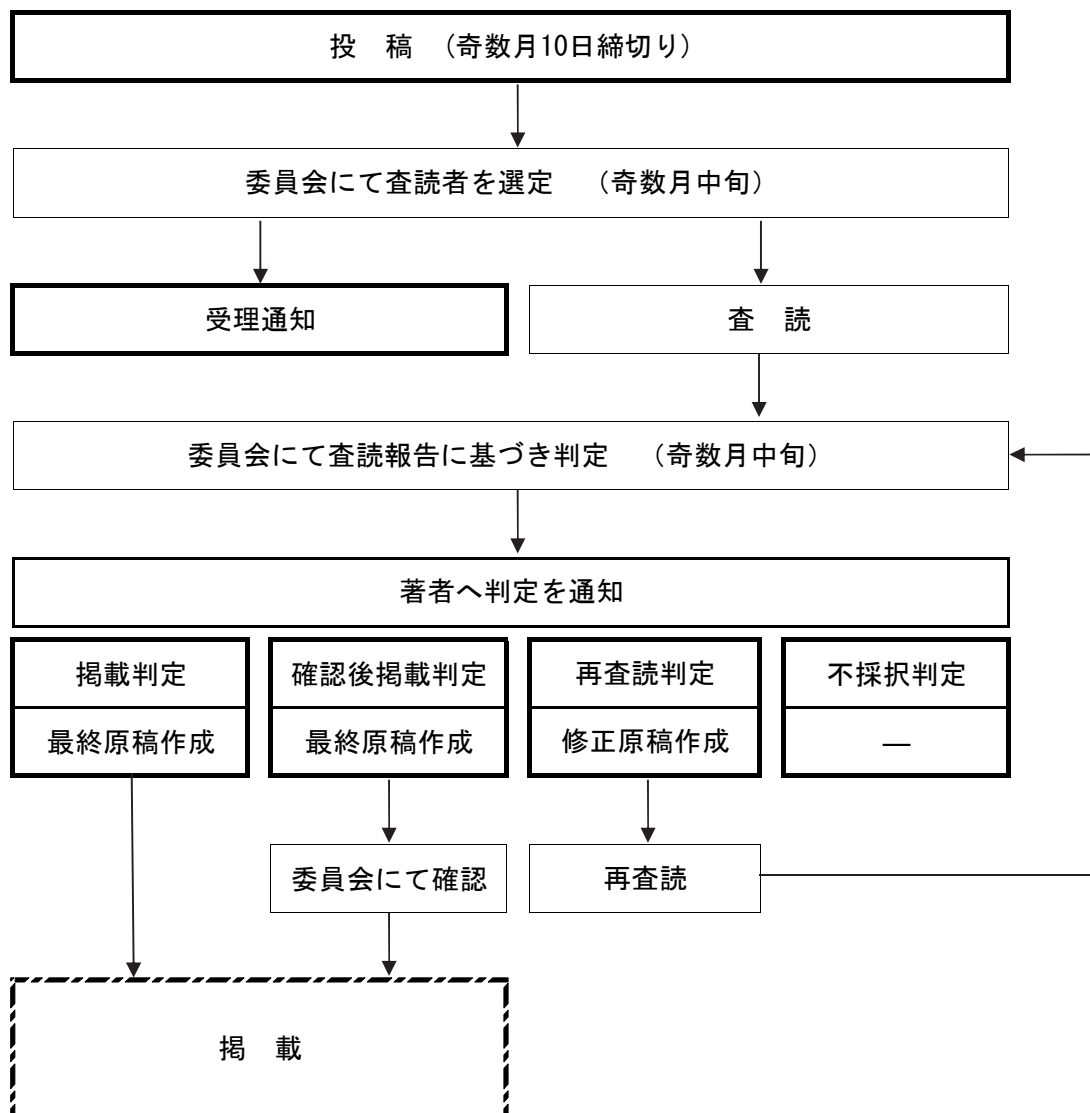 投　稿　（奇数月10日締切り）
委員会にて査読者を選定　（奇数月中旬）
受理通知
査　読
委員会にて査読報告に基づき判定　（奇数月中旬）
著者へ判定を通知
掲載判定
確認後掲載判定
再査読判定
不採択判定
最終原稿作成
最終原稿作成
修正原稿作成
―
委員会にて確認
再査読
掲　載